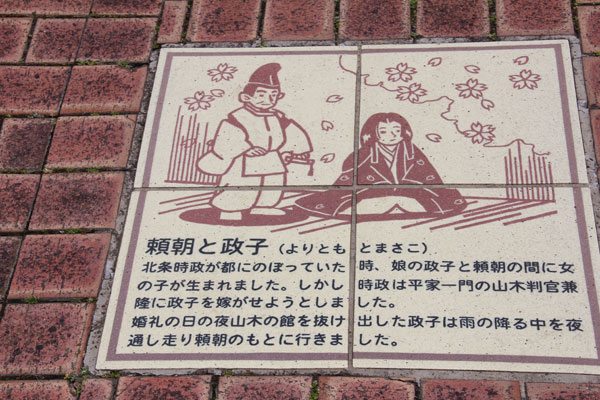 頼朝と政子（よりともとまさこ）
北条時政が都にのぼっていた時、娘の政子と頼朝の間に女
の子が生まれました。しかし時政は平家一門の山木判官兼
隆に政子を嫁がせようとしました。
婚礼の日の夜山木の館を抜け出した政子は雨の降る中を夜
通し走り頼朝のもとに行きました。